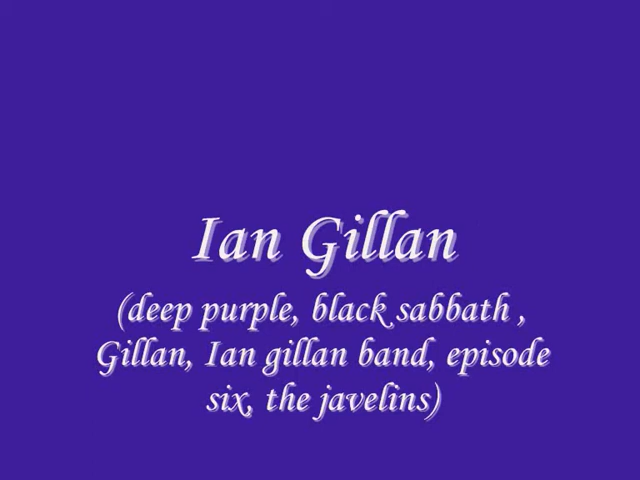 Ian Gillan
(deep purple, black sabbath ,
Gillan, Ian gillan band, episode
six, the javelins)